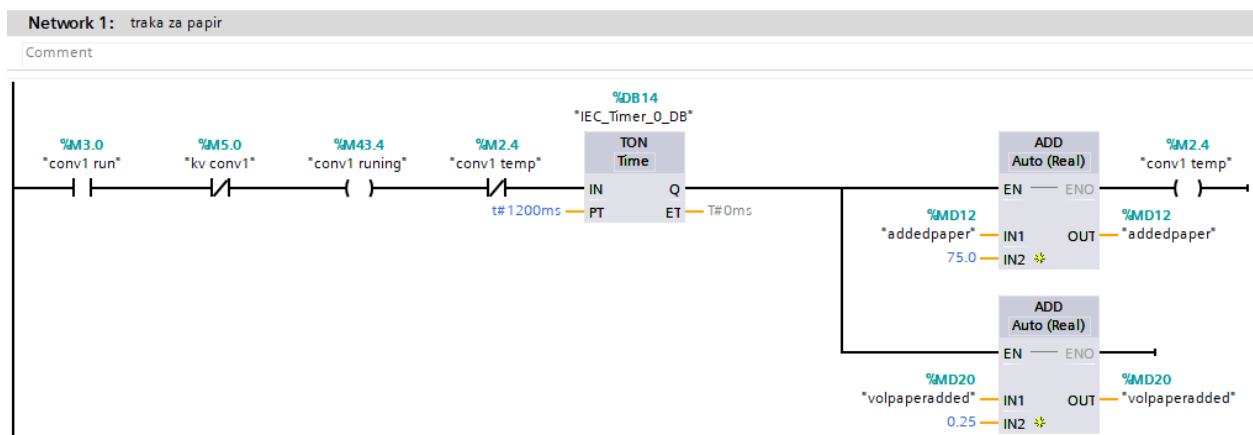 Network 1: traka za papir
Comment
%DB14
"IEC_Timer_0_DB"
%M3.0 %M5.0 %M43.4 %M2.4 TON ADD %M2.4
"conv1 run" "kv conv1" "conv1 runing" "conv1 temp" Time Auto (Real) "conv1 temp"
IN Q EN ENO
t#1200ms PT ET T#0ms
%MD12 %MD12
"addedpaper" IN1 OUT "addedpaper"
75.0 IN2
ADD
Auto (Real)
EN ENO
%MD20 %MD20
"volpaperadded" IN1 OUT "volpaperadded"
0.25 IN2